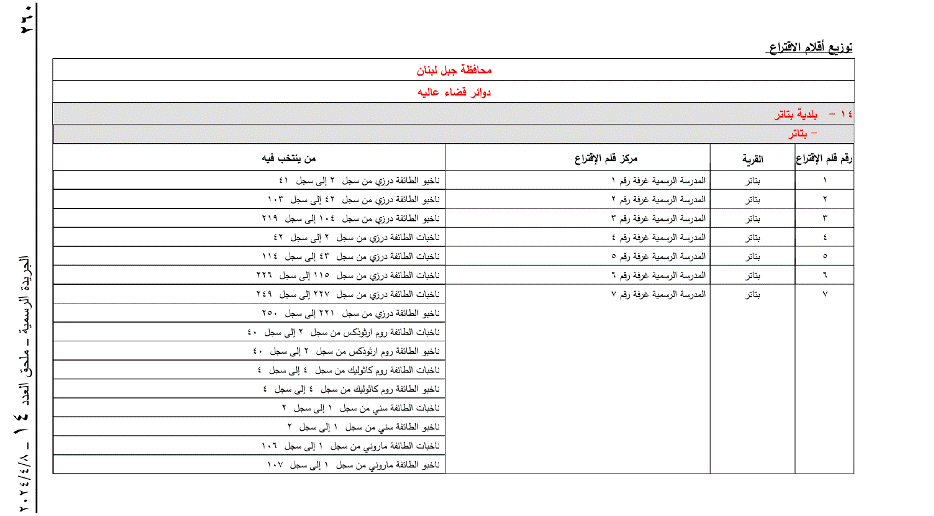 ٢٦٠
الجريدة الرسمية – ملحق العدد ١٤ – ٢٠٢٤/٤/٨
توزيع أقلام الاقتراع
محافظة جبل لبنان
دوائر قضاء عاليه
١٤ – بلدية بتاتر
– بتاتر
رقم قلم الإقتراع القرية مركز قلم الإقتراع من ينتخب فيه
١ بتاتر المدرسة الرسمية غرفة رقم ١ ناخبو الطائفة درزي من سجل ٢ إلى سجل ٤١
٢ بتاتر المدرسة الرسمية غرفة رقم ٢ ناخبو الطائفة درزي من سجل ٤٢ إلى سجل ١٠٣
٣ بتاتر المدرسة الرسمية غرفة رقم ٣ ناخبو الطائفة درزي من سجل ١٠٤ إلى سجل ٢١٩
٤ بتاتر المدرسة الرسمية غرفة رقم ٤ ناخبات الطائفة درزي من سجل ٢ إلى سجل ٤٢
٥ بتاتر المدرسة الرسمية غرفة رقم ٥ ناخبات الطائفة درزي من سجل ٤٣ إلى سجل ١١٤
٦ بتاتر المدرسة الرسمية غرفة رقم ٦ ناخبات الطائفة درزي من سجل ١١٥ إلى سجل ٢٢٦
٧ بتاتر المدرسة الرسمية غرفة رقم ٧ ناخبات الطائفة درزي من سجل ٢٢٧ إلى سجل ٢٤٩
ناخبو الطائفة درزي من سجل ٢٢١ إلى سجل ٢٥٠
ناخبات الطائفة روم ارثوذكس من سجل ٢ إلى سجل ٤٠
ناخبو الطائفة روم ارثوذكس من سجل ٢ إلى سجل ٤٠
ناخبات الطائفة روم كاثوليك من سجل ٤ إلى سجل ٤
ناخبو الطائفة روم كاثوليك من سجل ٤ إلى سجل ٤
ناخبات الطائفة سني من سجل ١ إلى سجل ٢
ناخبو الطائفة سني من سجل ١ إلى سجل ٢
ناخبات الطائفة ماروني من سجل ١ إلى سجل ١٠٦
ناخبو الطائفة ماروني من سجل ١ إلى سجل ١٠٧